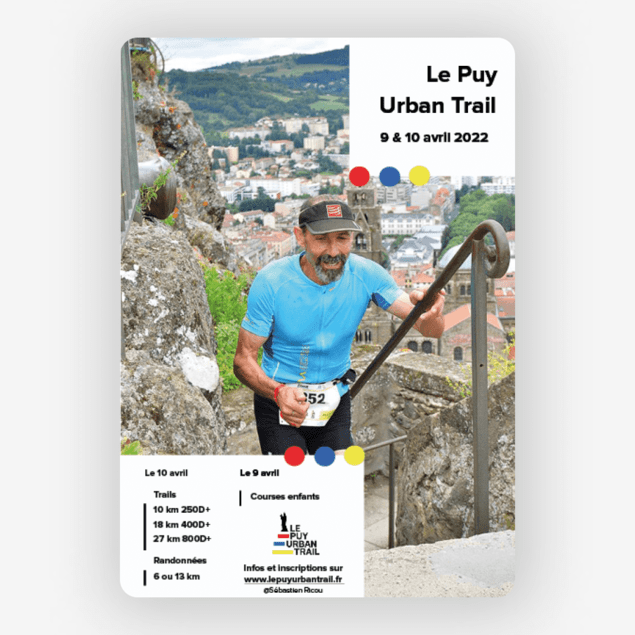 Le Puy
Urban Trail
9 & 10 avril 2022
Le 10 avril
Trails
10 km 250D+
18 km 400D+
27 km 800D+
Randonnées
6 ou 13 km
Le 9 avril
Courses enfants
LE
PUY
URBAN
TRAIL
Infos et inscriptions sur
www.lepuyurbantrail.fr
@Sébastien Ricou